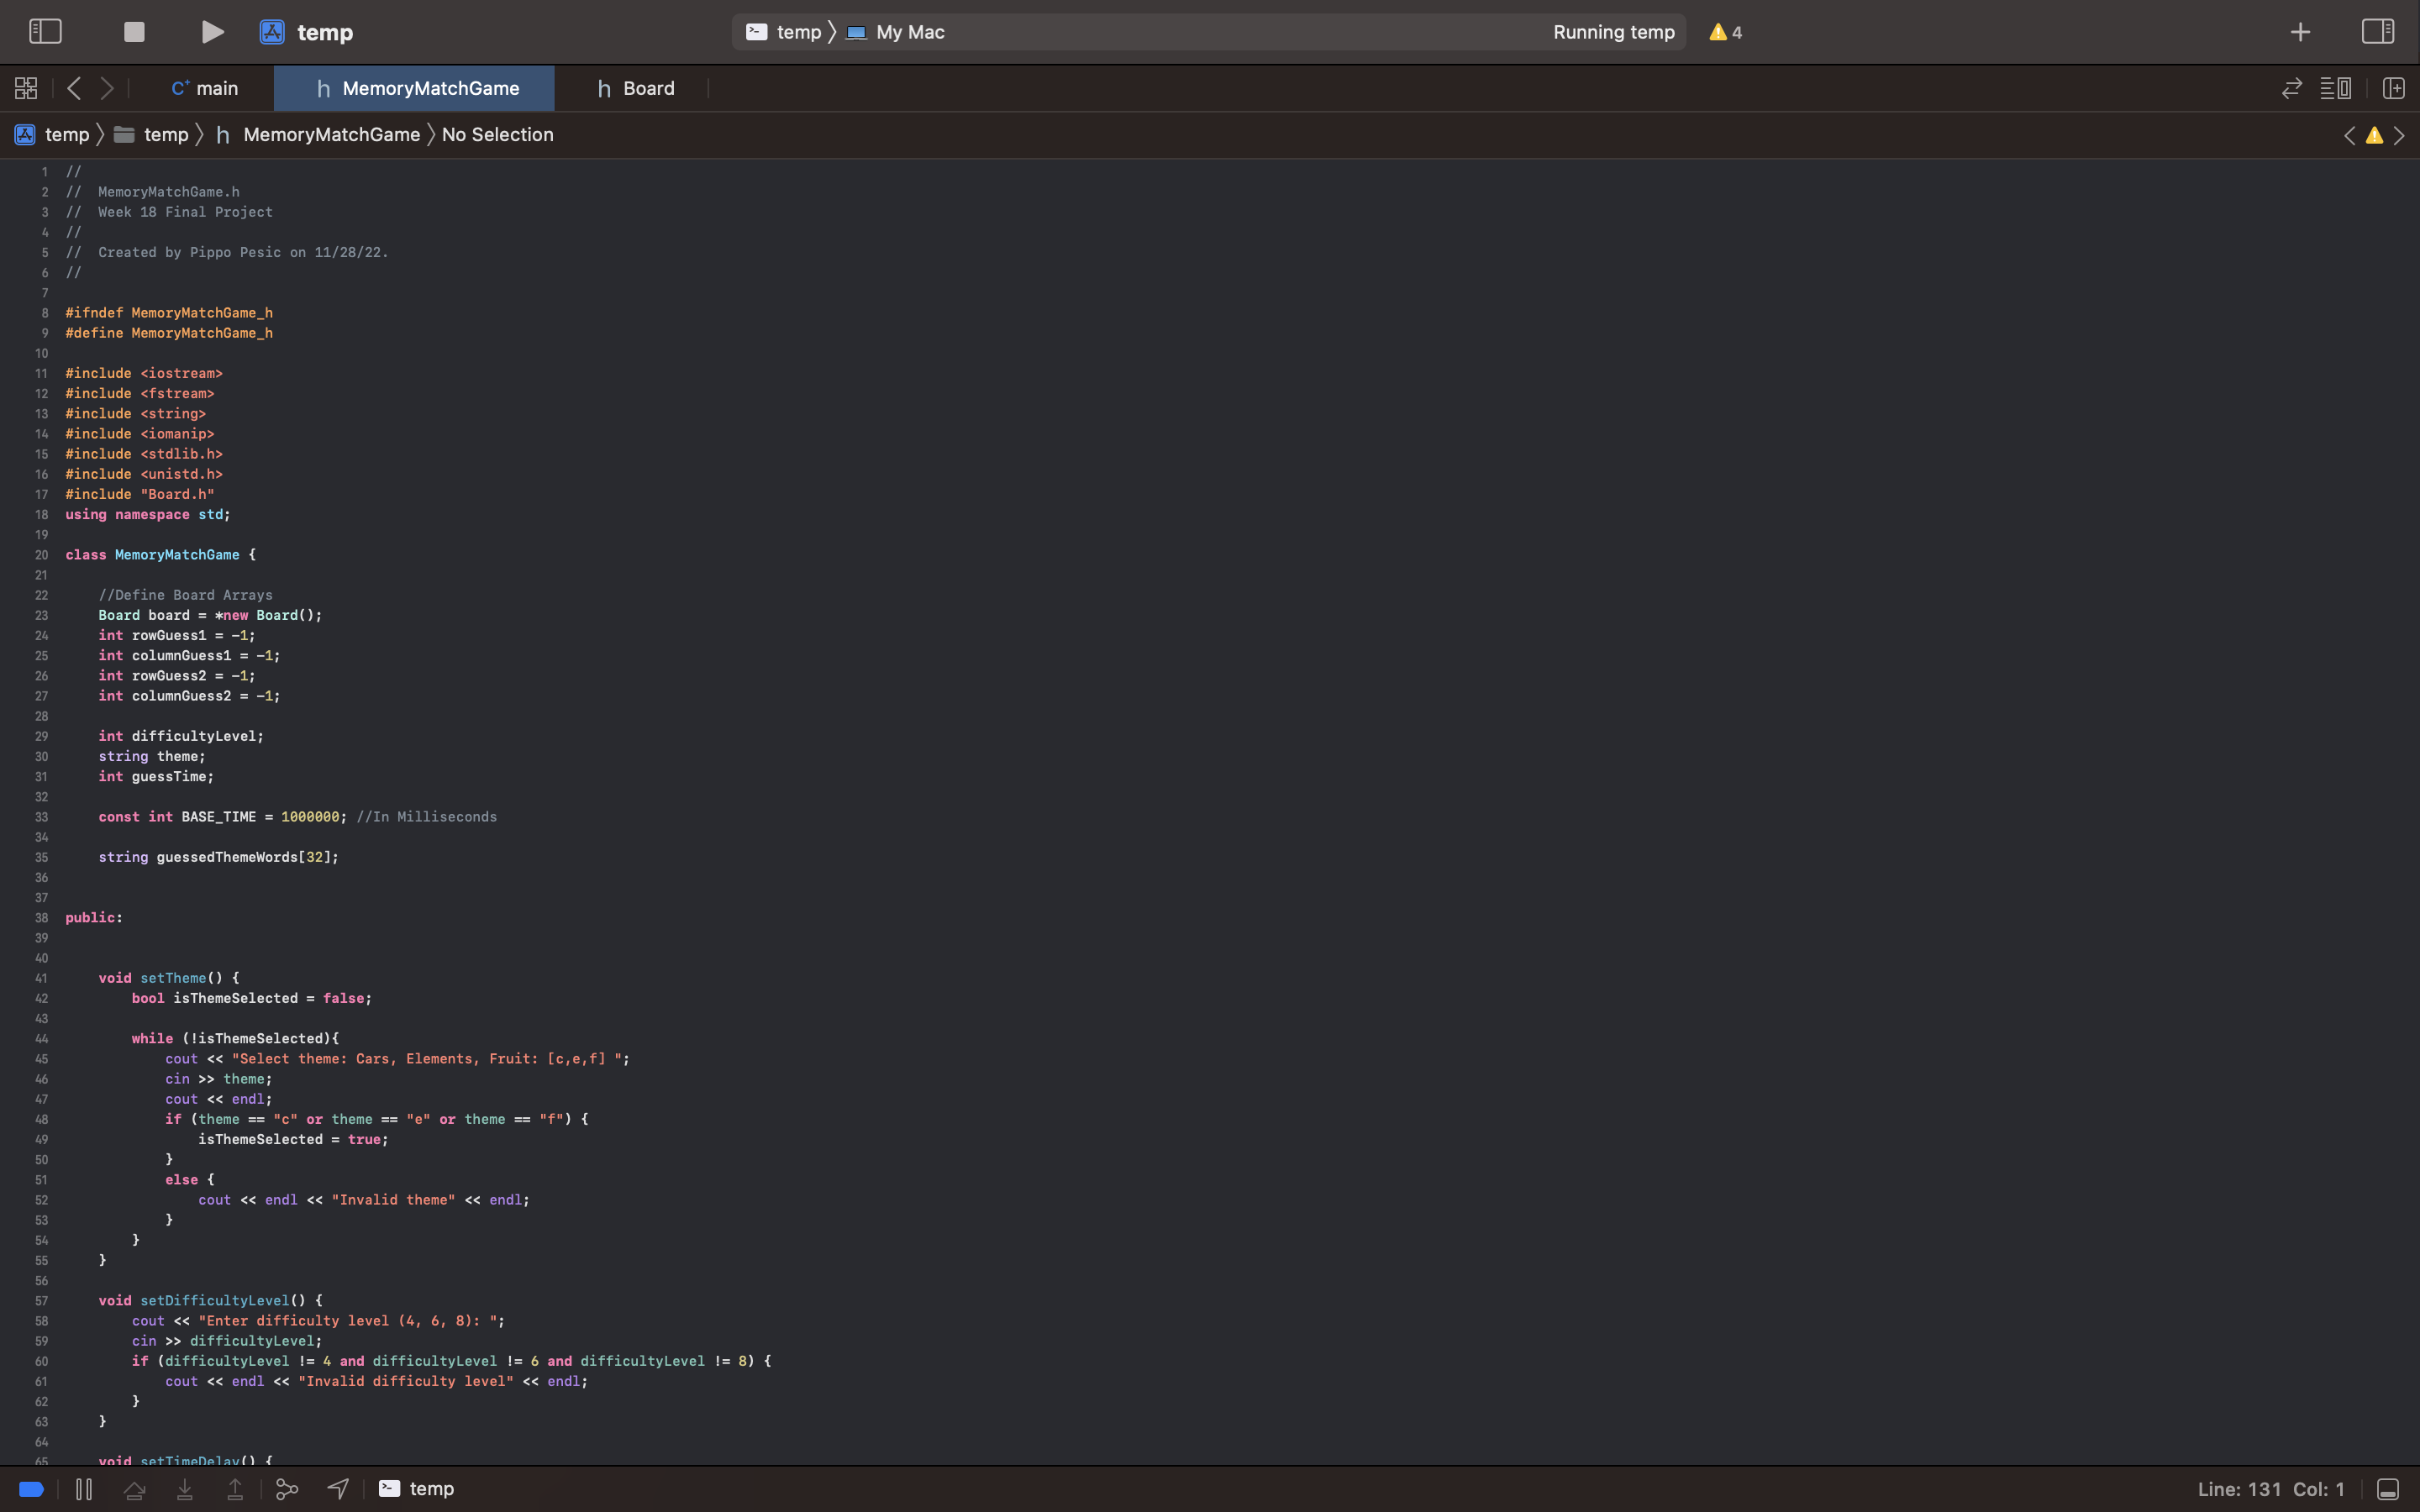 temp
temp My Mac Running temp 4
main MemoryMatchGame Board
temp temp MemoryMatchGame No Selection
1 //
2 //  MemoryMatchGame.h
3 //  Week 18 Final Project
4 //
5 //  Created by Pippo Pesic on 11/28/22.
6 //
7
8 #ifndef MemoryMatchGame_h
9 #define MemoryMatchGame_h
10
11 #include <iostream>
12 #include <fstream>
13 #include <string>
14 #include <iomanip>
15 #include <stdlib.h>
16 #include <unistd.h>
17 #include "Board.h"
18 using namespace std;
19
20 class MemoryMatchGame {
21
22     //Define Board Arrays
23     Board board = *new Board();
24     int rowGuess1 = -1;
25     int columnGuess1 = -1;
26     int rowGuess2 = -1;
27     int columnGuess2 = -1;
28
29     int difficultyLevel;
30     string theme;
31     int guessTime;
32
33     const int BASE_TIME = 1000000; //In Milliseconds
34
35     string guessedThemeWords[32];
36
37
38 public:
39
40
41     void setTheme() {
42         bool isThemeSelected = false;
43
44         while (!isThemeSelected){
45             cout << "Select theme: Cars, Elements, Fruit: [c,e,f] ";
46             cin >> theme;
47             cout << endl;
48             if (theme == "c" or theme == "e" or theme == "f") {
49                 isThemeSelected = true;
50             }
51             else {
52                 cout << endl << "Invalid theme" << endl;
53             }
54         }
55     }
56
57     void setDifficultyLevel() {
58         cout << "Enter difficulty level (4, 6, 8): ";
59         cin >> difficultyLevel;
60         if (difficultyLevel != 4 and difficultyLevel != 6 and difficultyLevel != 8) {
61             cout << endl << "Invalid difficulty level" << endl;
62         }
63     }
64
65     void setTimeDelay() {
temp Line: 131 Col: 1